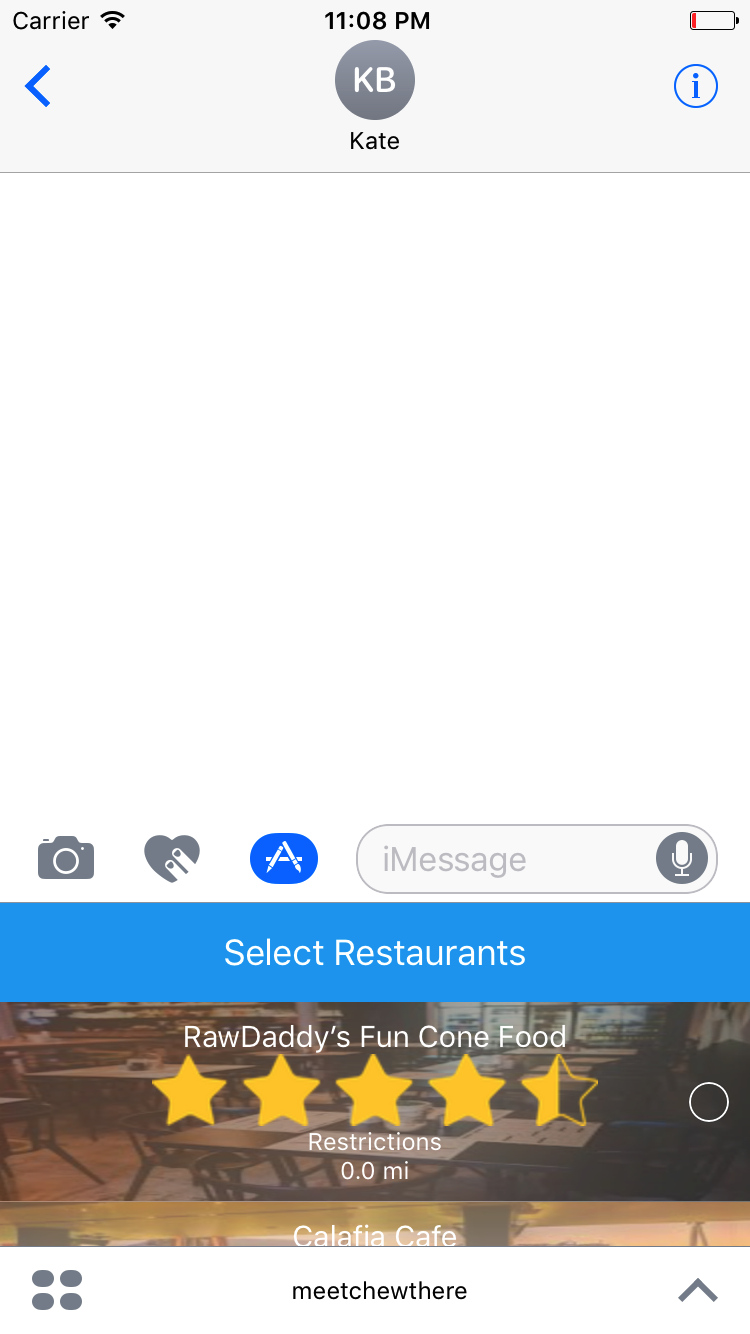 Carrier 11:08 PM
KB
Kate
iMessage
Select Restaurants
RawDaddy’s Fun Cone Food
Restrictions
0.0 mi
Calafia Cafe
meetchewthere